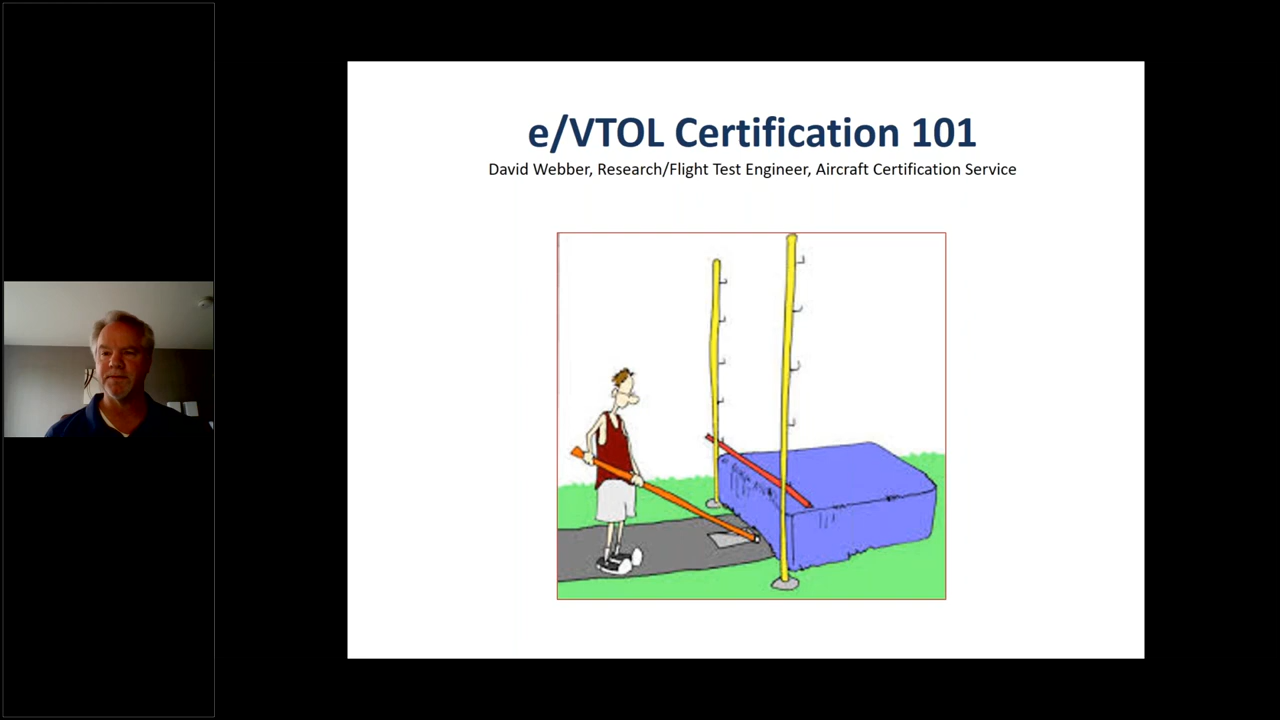 e/VTOL Certification 101
David Webber, Research/Flight Test Engineer, Aircraft Certification Service